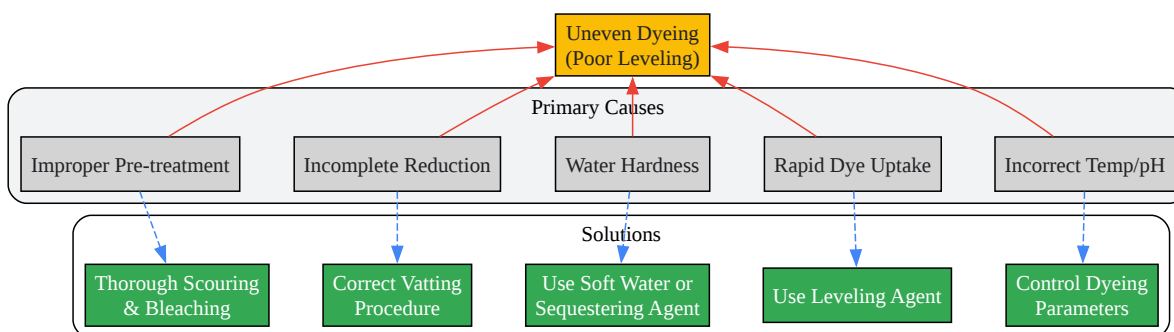 Uneven Dyeing
(Poor Leveling)
Primary Causes
Improper Pre-treatment
Incomplete Reduction
Water Hardness
Rapid Dye Uptake
Incorrect Temp/pH
Solutions
Thorough Scouring
& Bleaching
Correct Vatting
Procedure
Use Soft Water or
Sequestering Agent
Use Leveling Agent
Control Dyeing
Parameters